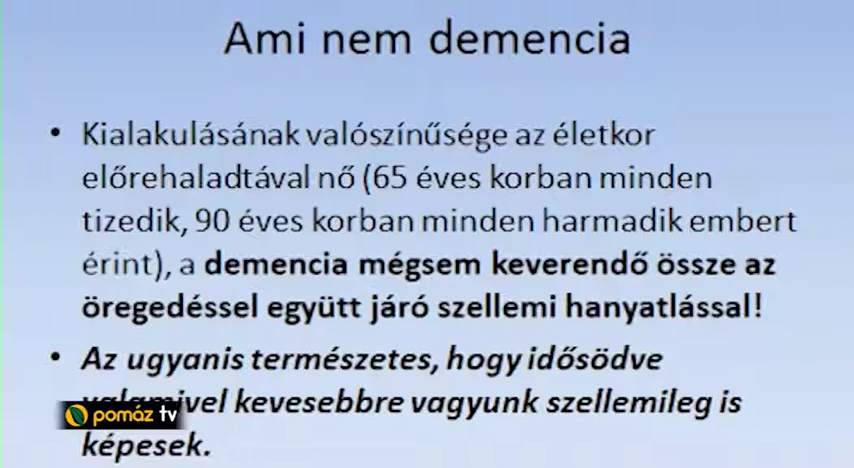 Ami nem demencia
• Kialakulásának valószínűsége az életkor
előrehaladtával nő (65 éves korban minden
tizedik, 90 éves korban minden harmadik embert
érint), a demencia mégsem keverendő össze az
öregedéssel együtt járó szellemi hanyatlással!
• Az ugyanis természetes, hogy idősödve
valamivel kevesebbre vagyunk szellemileg is
képesek.
pomáz tv